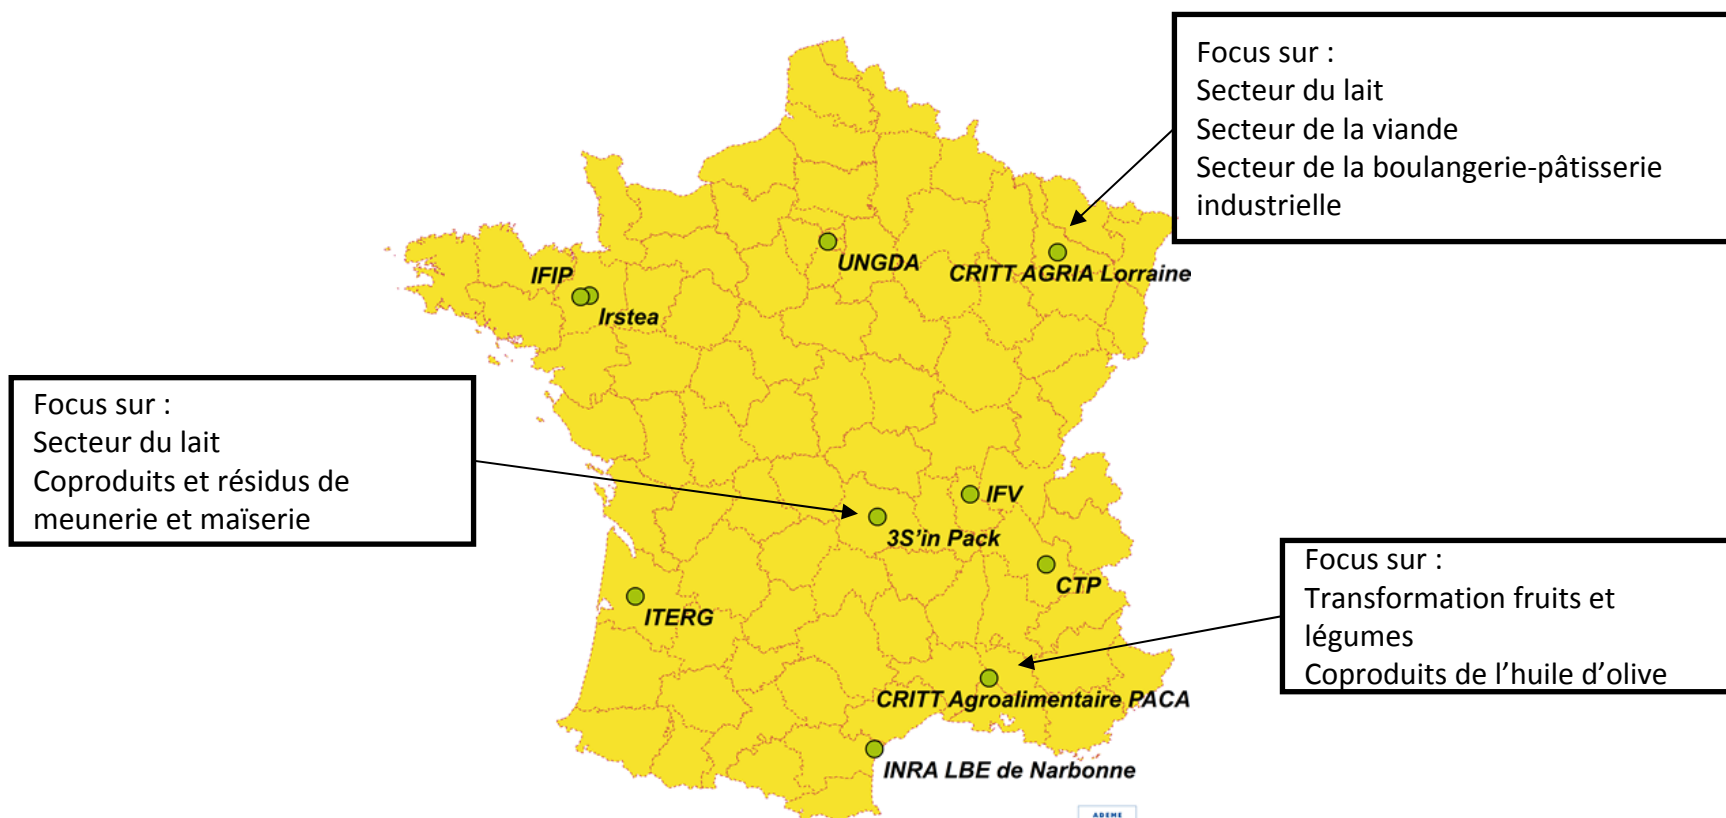 Focus sur :
Secteur du lait
Secteur de la viande
Secteur de la boulangerie-pâtisserie
industrielle
UNGDA
CRITT AGRIA Lorraine
IFIP
Irstea
Focus sur :
Secteur du lait
Coproduits et résidus de
meunerie et maïserie
IFV
3S'in Pack
CTP
ITERG
Focus sur :
Transformation fruits et
légumes
Coproduits de l’huile d’olive
CRITT Agroalimentaire PACA
INRA LBE de Narbonne
ADEME